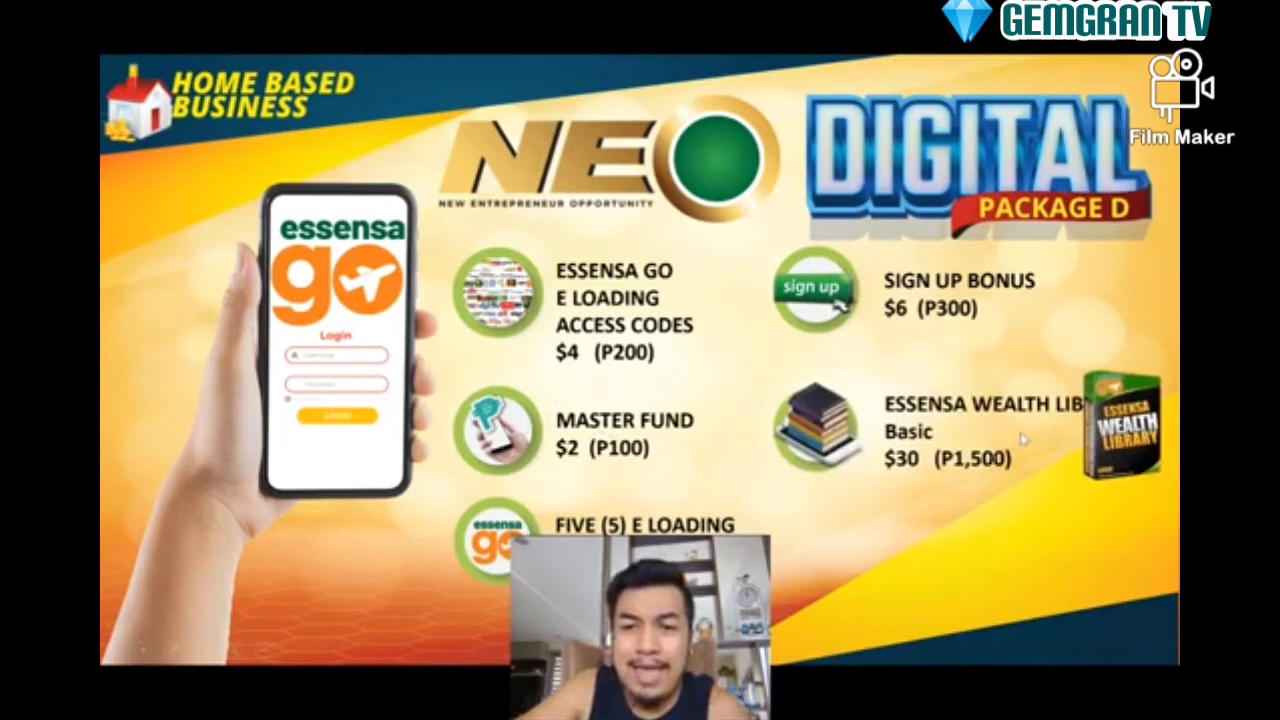 GEMGRAN TV
Film Maker
HOME BASED
BUSINESS
NEO
NEW ENTREPRENEUR OPPORTUNITY
DIGITAL
PACKAGE D
essensa
go
Login
ESSENSA GO
E LOADING
ACCESS CODES
$4 (P200)
sign up
SIGN UP BONUS
$6 (P300)
MASTER FUND
$2 (P100)
ESSENSA WEALTH LIB
Basic
$30 (P1,500)
ESSENSA
WEALTH
LIBRARY
essensa
go
FIVE (5) E LOADING